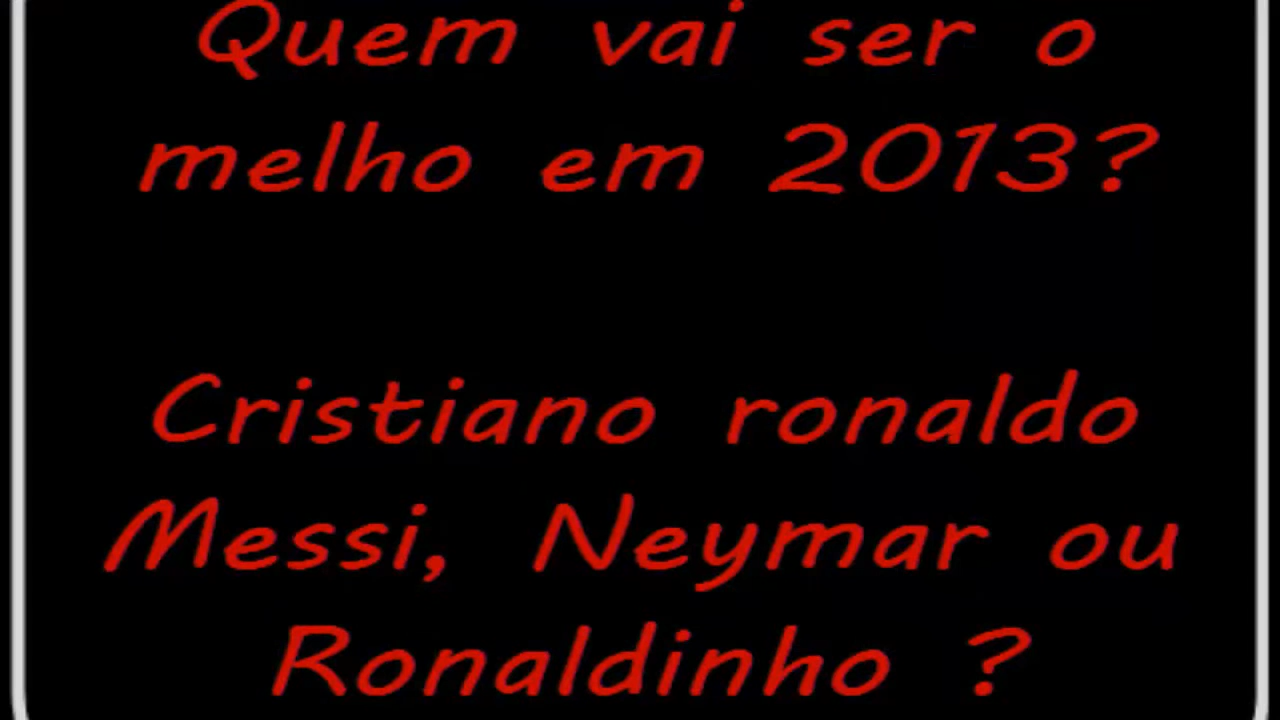 Quem vai ser o
melho em 2013?
Cristiano ronaldo
Messi, Neymar ou
Ronaldinho ?